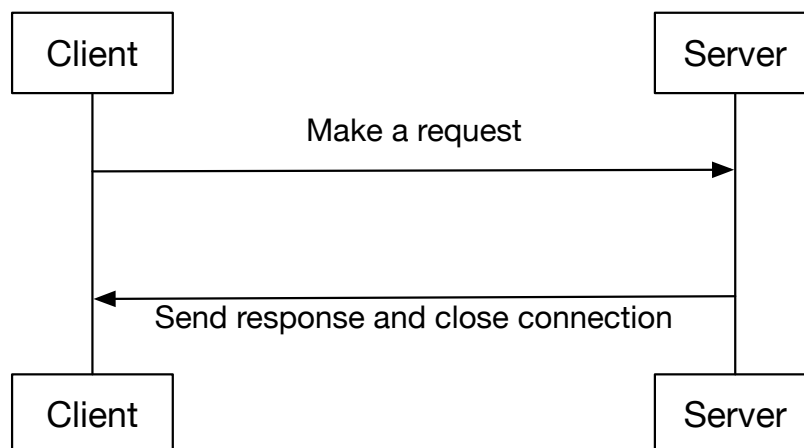 Client
Server
Make a request
Send response and close connection
Client
Server